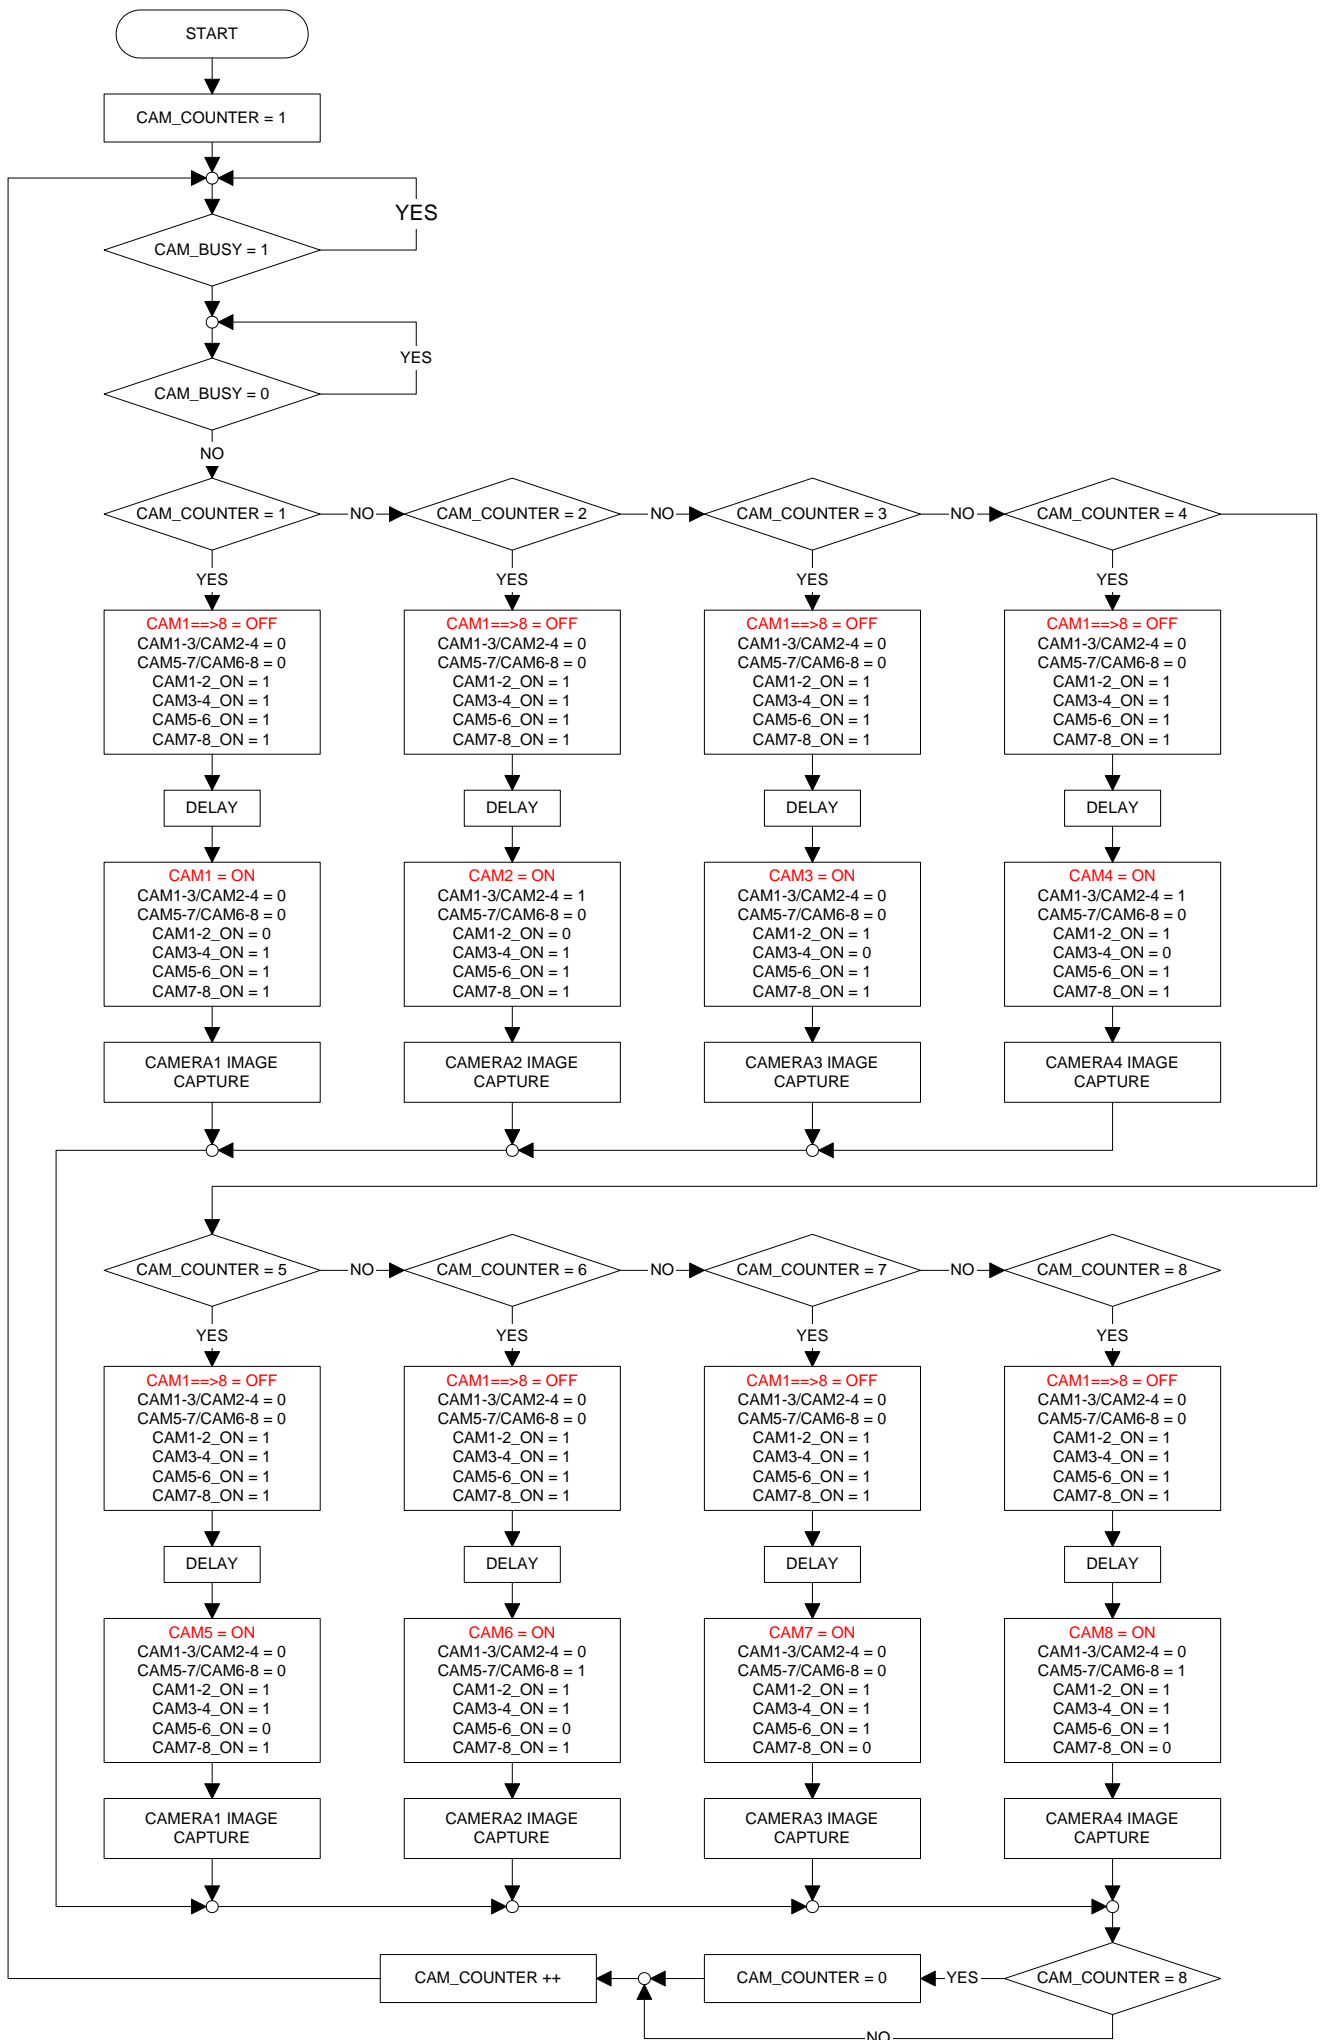 START
CAM_COUNTER = 1
YES
CAM_BUSY = 1
YES
CAM_BUSY = 0
NO
CAM_COUNTER = 1
NO
CAM_COUNTER = 2
NO
CAM_COUNTER = 3
NO
CAM_COUNTER = 4
YES
YES
YES
YES
CAM1==>8 = OFF
CAM1-3/CAM2-4 = 0
CAM5-7/CAM6-8 = 0
CAM1-2_ON = 1
CAM3-4_ON = 1
CAM5-6_ON = 1
CAM7-8_ON = 1
CAM1==>8 = OFF
CAM1-3/CAM2-4 = 0
CAM5-7/CAM6-8 = 0
CAM1-2_ON = 1
CAM3-4_ON = 1
CAM5-6_ON = 1
CAM7-8_ON = 1
CAM1==>8 = OFF
CAM1-3/CAM2-4 = 0
CAM5-7/CAM6-8 = 0
CAM1-2_ON = 1
CAM3-4_ON = 1
CAM5-6_ON = 1
CAM7-8_ON = 1
CAM1==>8 = OFF
CAM1-3/CAM2-4 = 0
CAM5-7/CAM6-8 = 0
CAM1-2_ON = 1
CAM3-4_ON = 1
CAM5-6_ON = 1
CAM7-8_ON = 1
DELAY
DELAY
DELAY
DELAY
CAM1 = ON
CAM1-3/CAM2-4 = 0
CAM5-7/CAM6-8 = 0
CAM1-2_ON = 0
CAM3-4_ON = 1
CAM5-6_ON = 1
CAM7-8_ON = 1
CAM2 = ON
CAM1-3/CAM2-4 = 1
CAM5-7/CAM6-8 = 0
CAM1-2_ON = 0
CAM3-4_ON = 1
CAM5-6_ON = 1
CAM7-8_ON = 1
CAM3 = ON
CAM1-3/CAM2-4 = 0
CAM5-7/CAM6-8 = 0
CAM1-2_ON = 1
CAM3-4_ON = 0
CAM5-6_ON = 1
CAM7-8_ON = 1
CAM4 = ON
CAM1-3/CAM2-4 = 1
CAM5-7/CAM6-8 = 0
CAM1-2_ON = 1
CAM3-4_ON = 0
CAM5-6_ON = 1
CAM7-8_ON = 1
CAMERA1 IMAGE
CAPTURE
CAMERA2 IMAGE
CAPTURE
CAMERA3 IMAGE
CAPTURE
CAMERA4 IMAGE
CAPTURE
CAM_COUNTER = 5
NO
CAM_COUNTER = 6
NO
CAM_COUNTER = 7
NO
CAM_COUNTER = 8
YES
YES
YES
YES
CAM1==>8 = OFF
CAM1-3/CAM2-4 = 0
CAM5-7/CAM6-8 = 0
CAM1-2_ON = 1
CAM3-4_ON = 1
CAM5-6_ON = 1
CAM7-8_ON = 1
CAM1==>8 = OFF
CAM1-3/CAM2-4 = 0
CAM5-7/CAM6-8 = 0
CAM1-2_ON = 1
CAM3-4_ON = 1
CAM5-6_ON = 1
CAM7-8_ON = 1
CAM1==>8 = OFF
CAM1-3/CAM2-4 = 0
CAM5-7/CAM6-8 = 0
CAM1-2_ON = 1
CAM3-4_ON = 1
CAM5-6_ON = 1
CAM7-8_ON = 1
CAM1==>8 = OFF
CAM1-3/CAM2-4 = 0
CAM5-7/CAM6-8 = 0
CAM1-2_ON = 1
CAM3-4_ON = 1
CAM5-6_ON = 1
CAM7-8_ON = 1
DELAY
DELAY
DELAY
DELAY
CAM5 = ON
CAM1-3/CAM2-4 = 0
CAM5-7/CAM6-8 = 0
CAM1-2_ON = 1
CAM3-4_ON = 1
CAM5-6_ON = 0
CAM7-8_ON = 1
CAM6 = ON
CAM1-3/CAM2-4 = 0
CAM5-7/CAM6-8 = 1
CAM1-2_ON = 1
CAM3-4_ON = 1
CAM5-6_ON = 0
CAM7-8_ON = 1
CAM7 = ON
CAM1-3/CAM2-4 = 0
CAM5-7/CAM6-8 = 0
CAM1-2_ON = 1
CAM3-4_ON = 1
CAM5-6_ON = 1
CAM7-8_ON = 0
CAM8 = ON
CAM1-3/CAM2-4 = 0
CAM5-7/CAM6-8 = 1
CAM1-2_ON = 1
CAM3-4_ON = 1
CAM5-6_ON = 1
CAM7-8_ON = 0
CAMERA1 IMAGE
CAPTURE
CAMERA2 IMAGE
CAPTURE
CAMERA3 IMAGE
CAPTURE
CAMERA4 IMAGE
CAPTURE
CAM_COUNTER ++
CAM_COUNTER = 0
YES
CAM_COUNTER = 8
NO